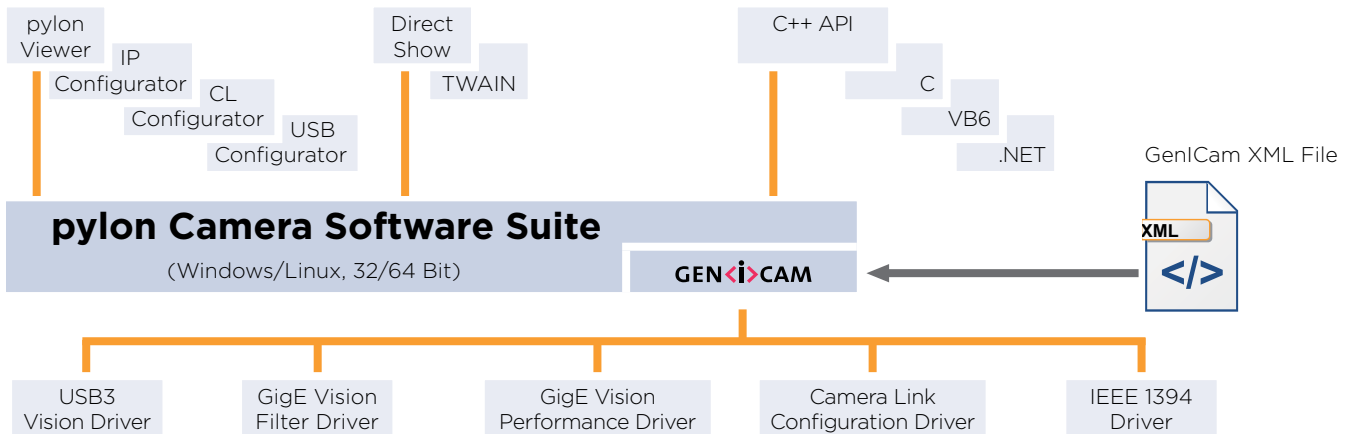 pylon
Viewer
IP
Configurator
CL
Configurator
USB
Configurator
Direct
Show
TWAIN
C++ API
C
VB6
.NET
GenICam XML File
XML
</>
pylon Camera Software Suite
(Windows/Linux, 32/64 Bit)
GEN<i>CAM
USB3
Vision Driver
GigE Vision
Filter Driver
GigE Vision
Performance Driver
Camera Link
Configuration Driver
IEEE 1394
Driver